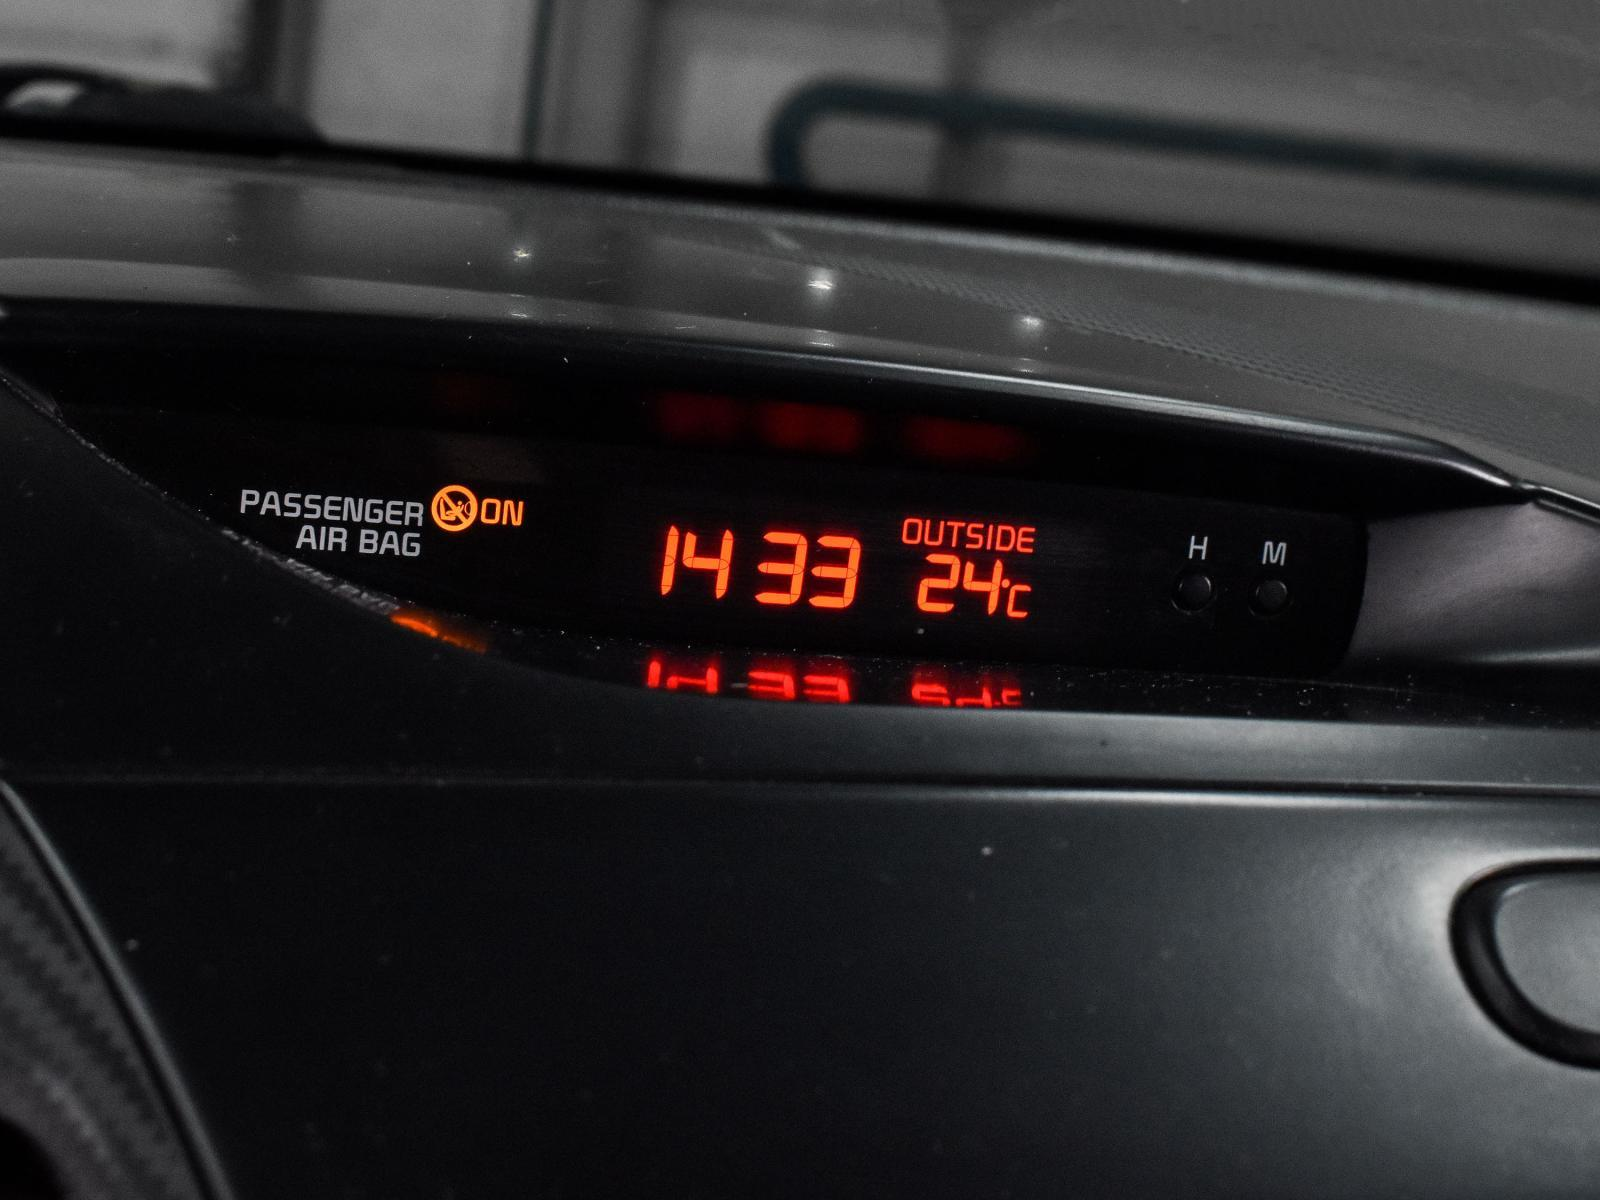 PASSENGER ON
AIR BAG
14 33
OUTSIDE
24°C
H M